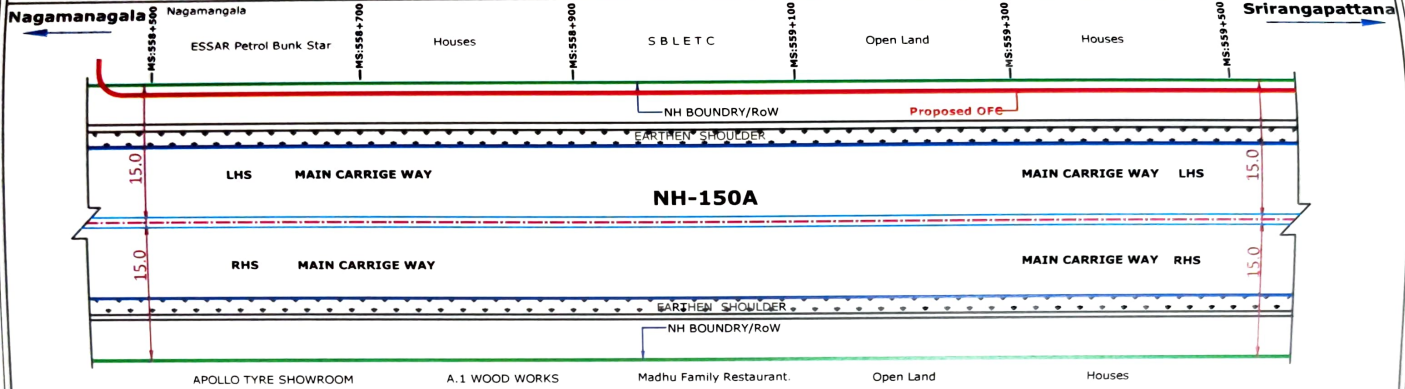 Nagamanagala
Nagamangala
Srirangapattana
MS:558+500
MS:558+700
MS:558+900
MS:559+100
MS:559+300
MS:559+500
ESSAR Petrol Bunk Star
Houses
S B L E T C
Open Land
Houses
NH BOUNDRY/RoW
Proposed OFC
EARTHEN SHOULDER
15.0
15.0
LHS
MAIN CARRIGE WAY
MAIN CARRIGE WAY
LHS
NH-150A
15.0
15.0
RHS
MAIN CARRIGE WAY
MAIN CARRIGE WAY
RHS
EARTHEN SHOULDER
NH BOUNDRY/RoW
APOLLO TYRE SHOWROOM
A.1 WOOD WORKS
Madhu Family Restaurant.
Open Land
Houses